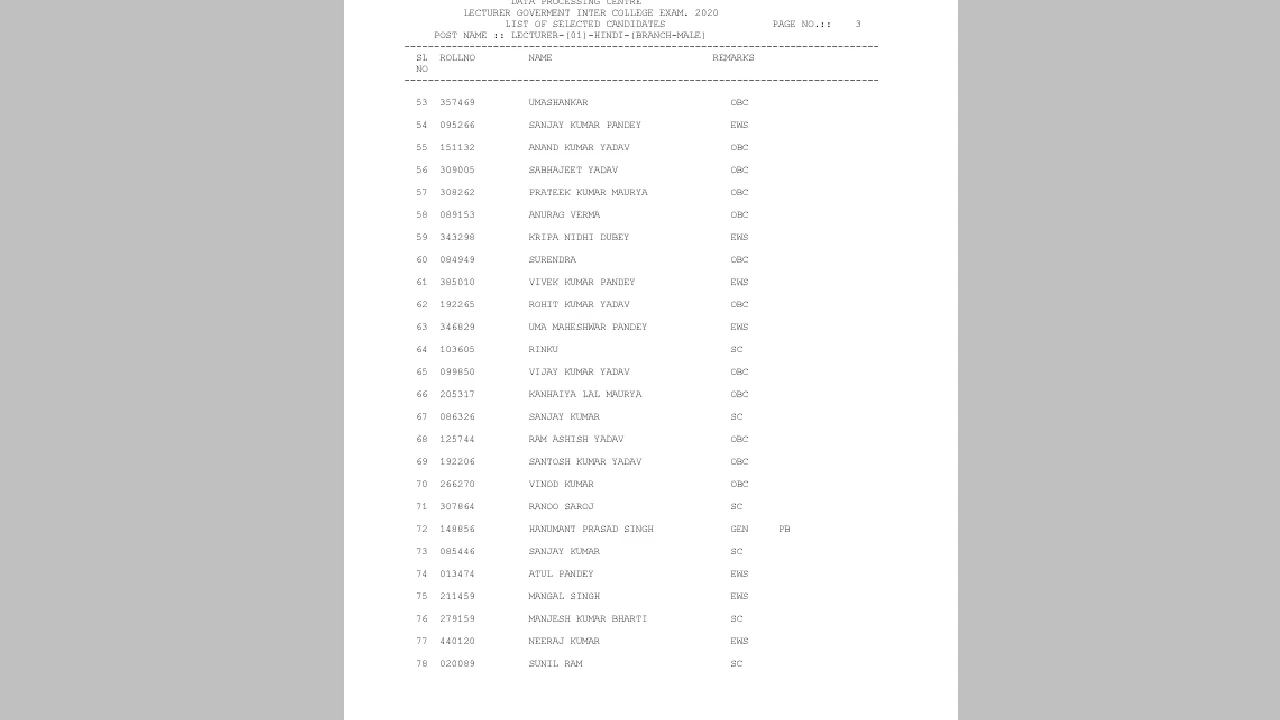 DATA PROCESSING CENTRE
LECTURER GOVERMENT INTER COLLEGE EXAM. 2020
LIST OF SELECTED CANDIDATES PAGE NO.:: 3
POST NAME :: LECTURER-(01)-HINDI-(BRANCH-MALE)
SL ROLLNO NAME REMARKS
NO
53 357469 UMASHANKAR OBC
54 095266 SANJAY KUMAR PANDEY EWS
55 151132 ANAND KUMAR YADAV OBC
56 309005 SABHAJEET YADAV OBC
57 308262 PRATEEK KUMAR MAURYA OBC
58 089153 ANURAG VERMA OBC
59 343298 KRIPA NIDHI DUBEY EWS
60 084949 SURENDRA OBC
61 385010 VIVEK KUMAR PANDEY EWS
62 192265 ROHIT KUMAR YADAV OBC
63 346829 UMA MAHESHWAR PANDEY EWS
64 103605 RINKU SC
65 099850 VIJAY KUMAR YADAV OBC
66 205317 KANHAIYA LAL MAURYA OBC
67 086326 SANJAY KUMAR SC
68 125744 RAM ASHISH YADAV OBC
69 192206 SANTOSH KUMAR YADAV OBC
70 266270 VINOD KUMAR OBC
71 307864 RANOO SAROJ SC
72 148856 HANUMANT PRASAD SINGH GEN PB
73 085446 SANJAY KUMAR SC
74 013474 ATUL PANDEY EWS
75 211459 MANGAL SINGH EWS
76 279159 MANJESH KUMAR BHARTI SC
77 440120 NEERAJ KUMAR EWS
78 020089 SUNIL RAM SC